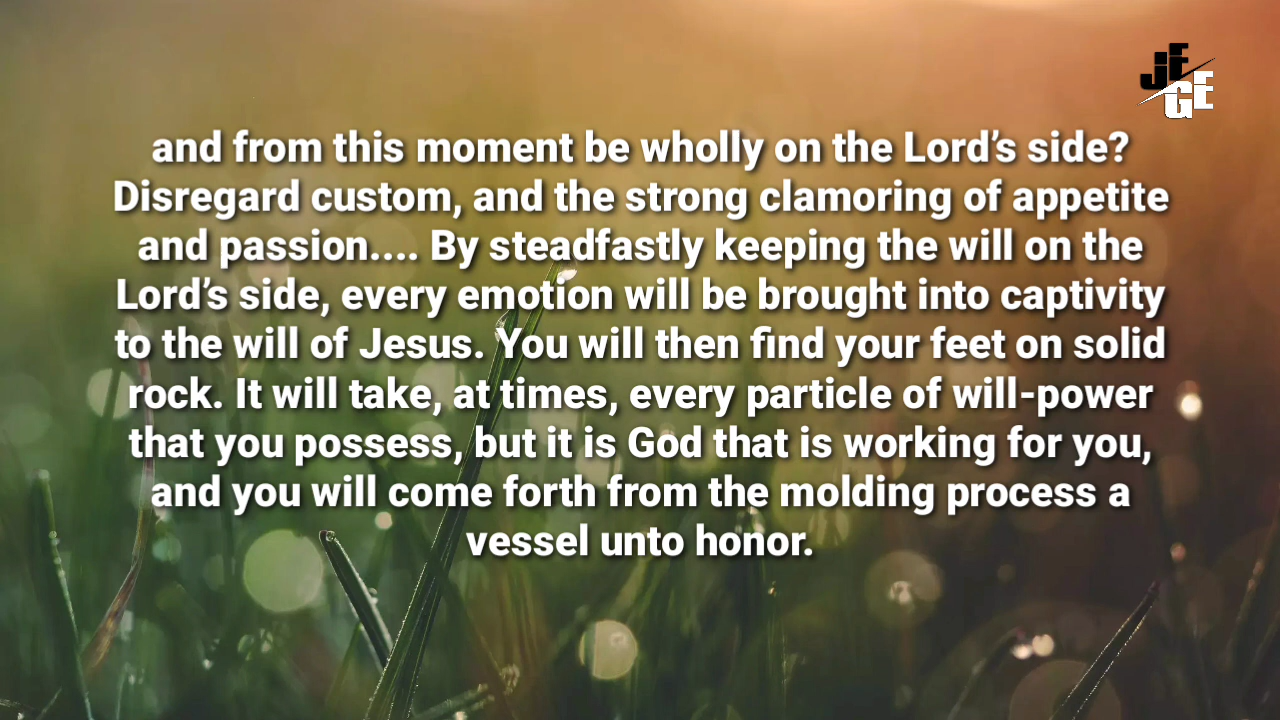 JF
GE
and from this moment be wholly on the Lord’s side?
Disregard custom, and the strong clamoring of appetite
and passion.... By steadfastly keeping the will on the
Lord’s side, every emotion will be brought into captivity
to the will of Jesus. You will then find your feet on solid
rock. It will take, at times, every particle of will-power
that you possess, but it is God that is working for you,
and you will come forth from the molding process a
vessel unto honor.